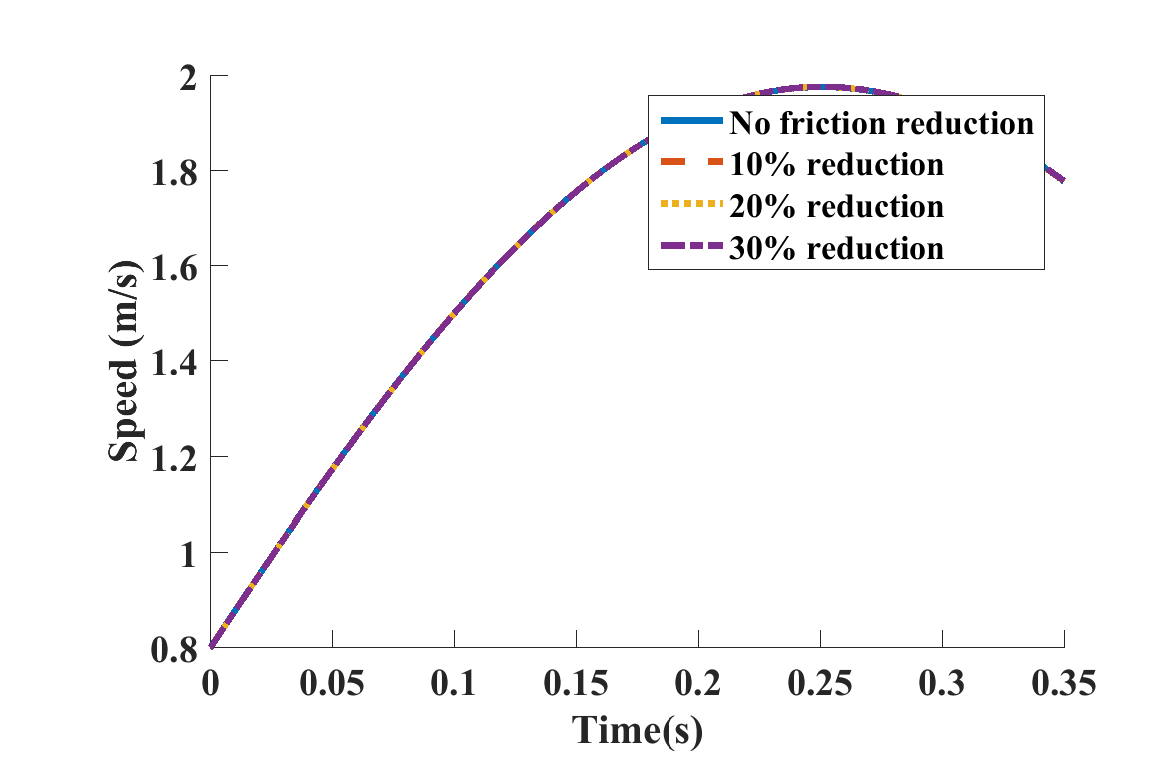 2
1.8
1.6
1.4
1.2
1
0.8
Speed (m/s)
No friction reduction
10% reduction
20% reduction
30% reduction
0 0.05 0.1 0.15 0.2 0.25 0.3 0.35
Time(s)